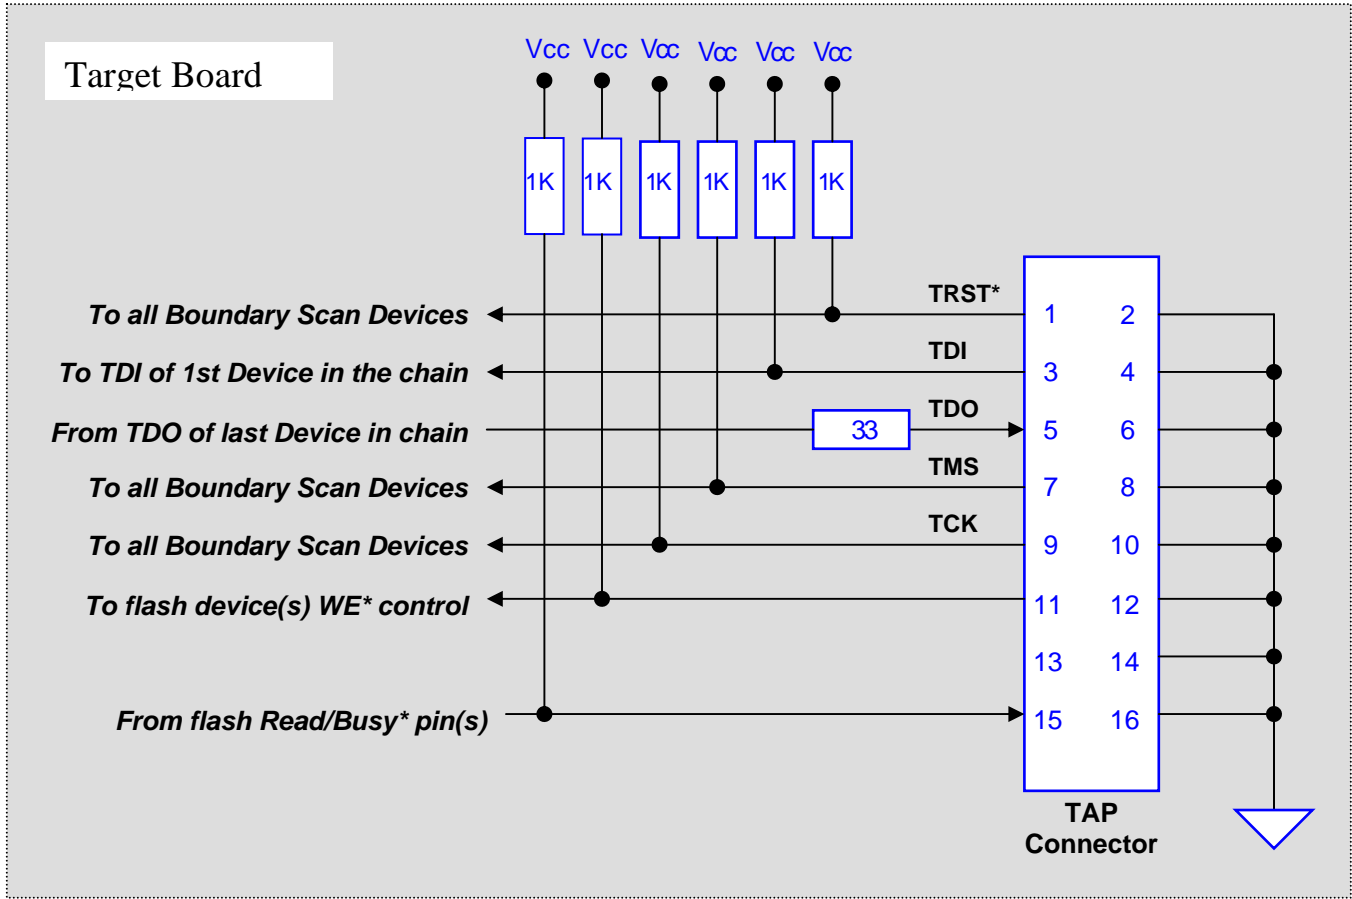 Target Board
Vcc Vcc Vcc Vcc Vcc Vcc
1K 1K 1K 1K 1K 1K
TRST*
To all Boundary Scan Devices 1 2
TDI
To TDI of 1st Device in the chain 3 4
TDO
From TDO of last Device in chain 33 5 6
TMS
To all Boundary Scan Devices 7 8
TCK
To all Boundary Scan Devices 9 10
To flash device(s) WE* control 11 12
13 14
From flash Read/Busy* pin(s) 15 16
TAP
Connector